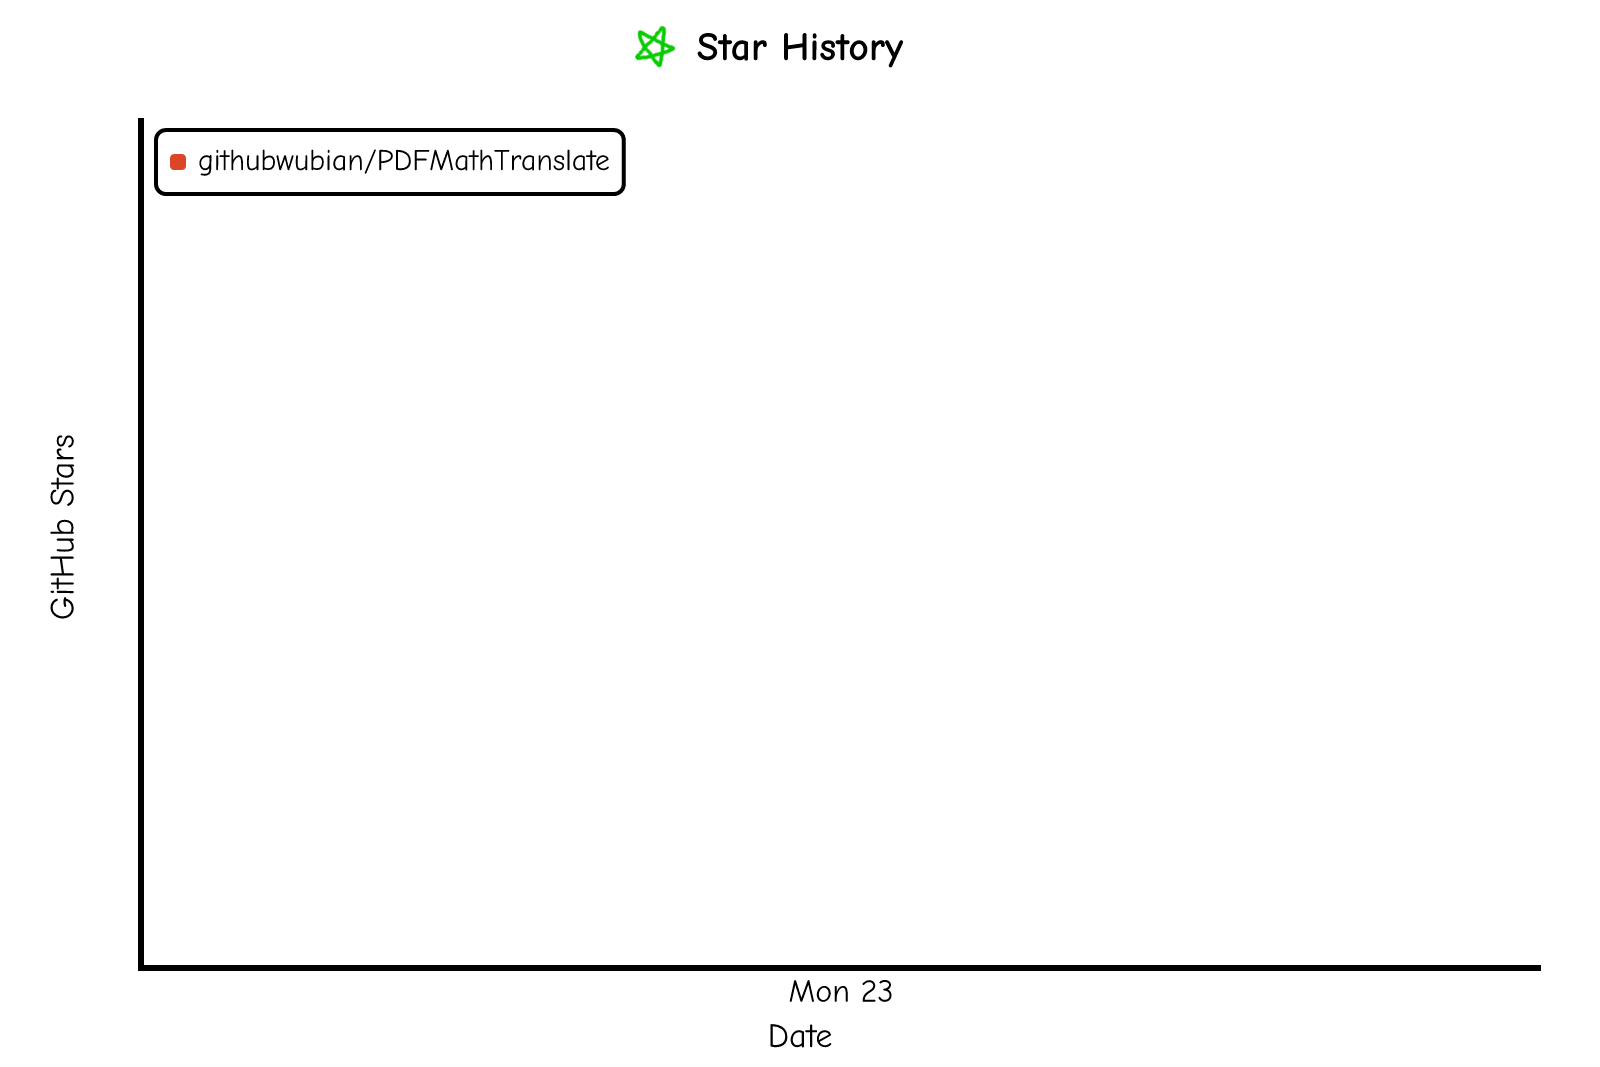 Star History
githubwubian/PDFMathTranslate
GitHub Stars
Mon 23
Date